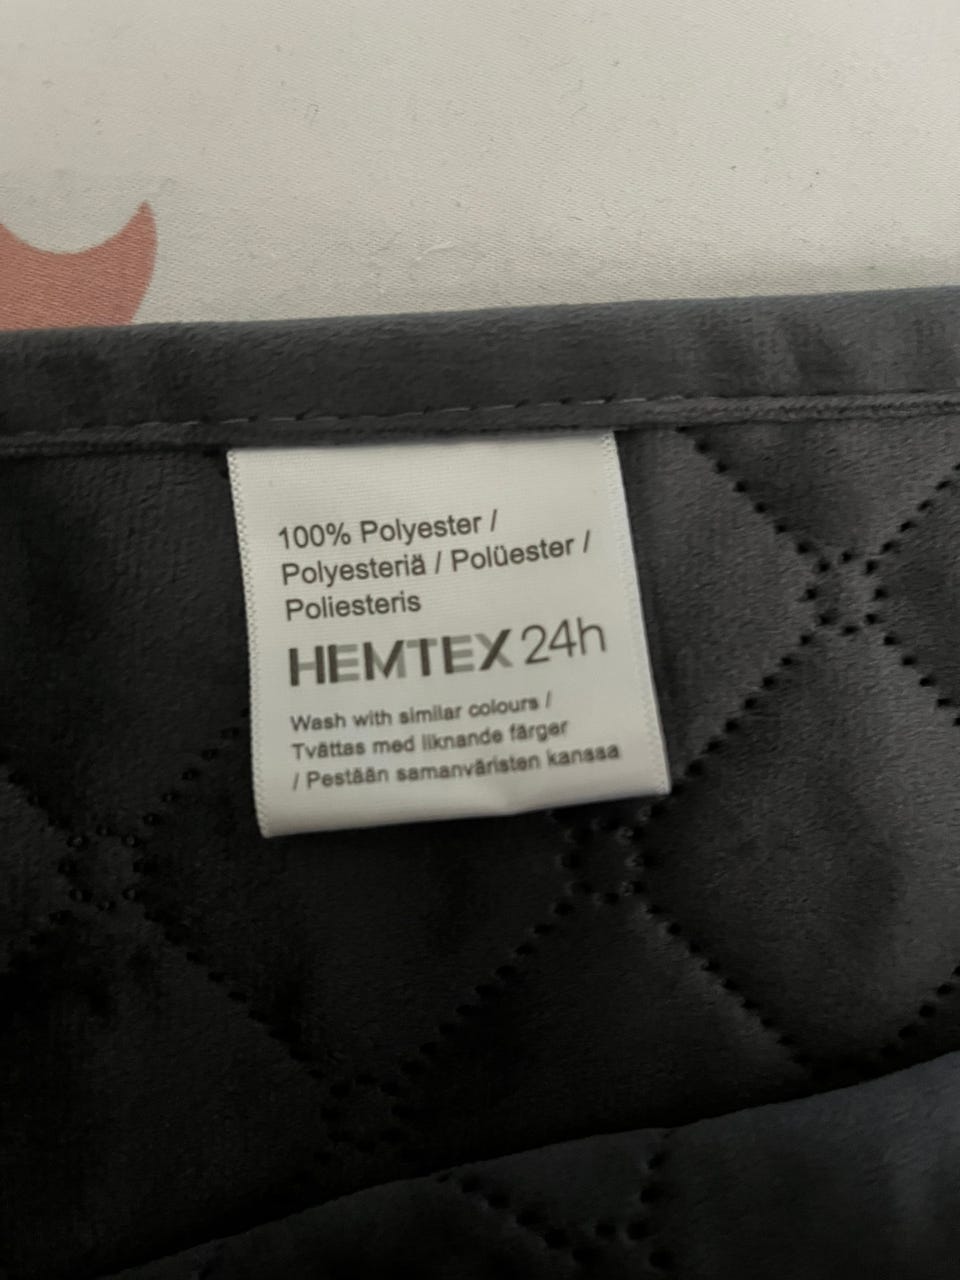 100% Polyester /
Polyesteriä / Polüester /
Poliesteris
HEMTEX 24h
Wash with similar colours /
Tvättas med liknande färger
/ Pestään samanväristen kanssa